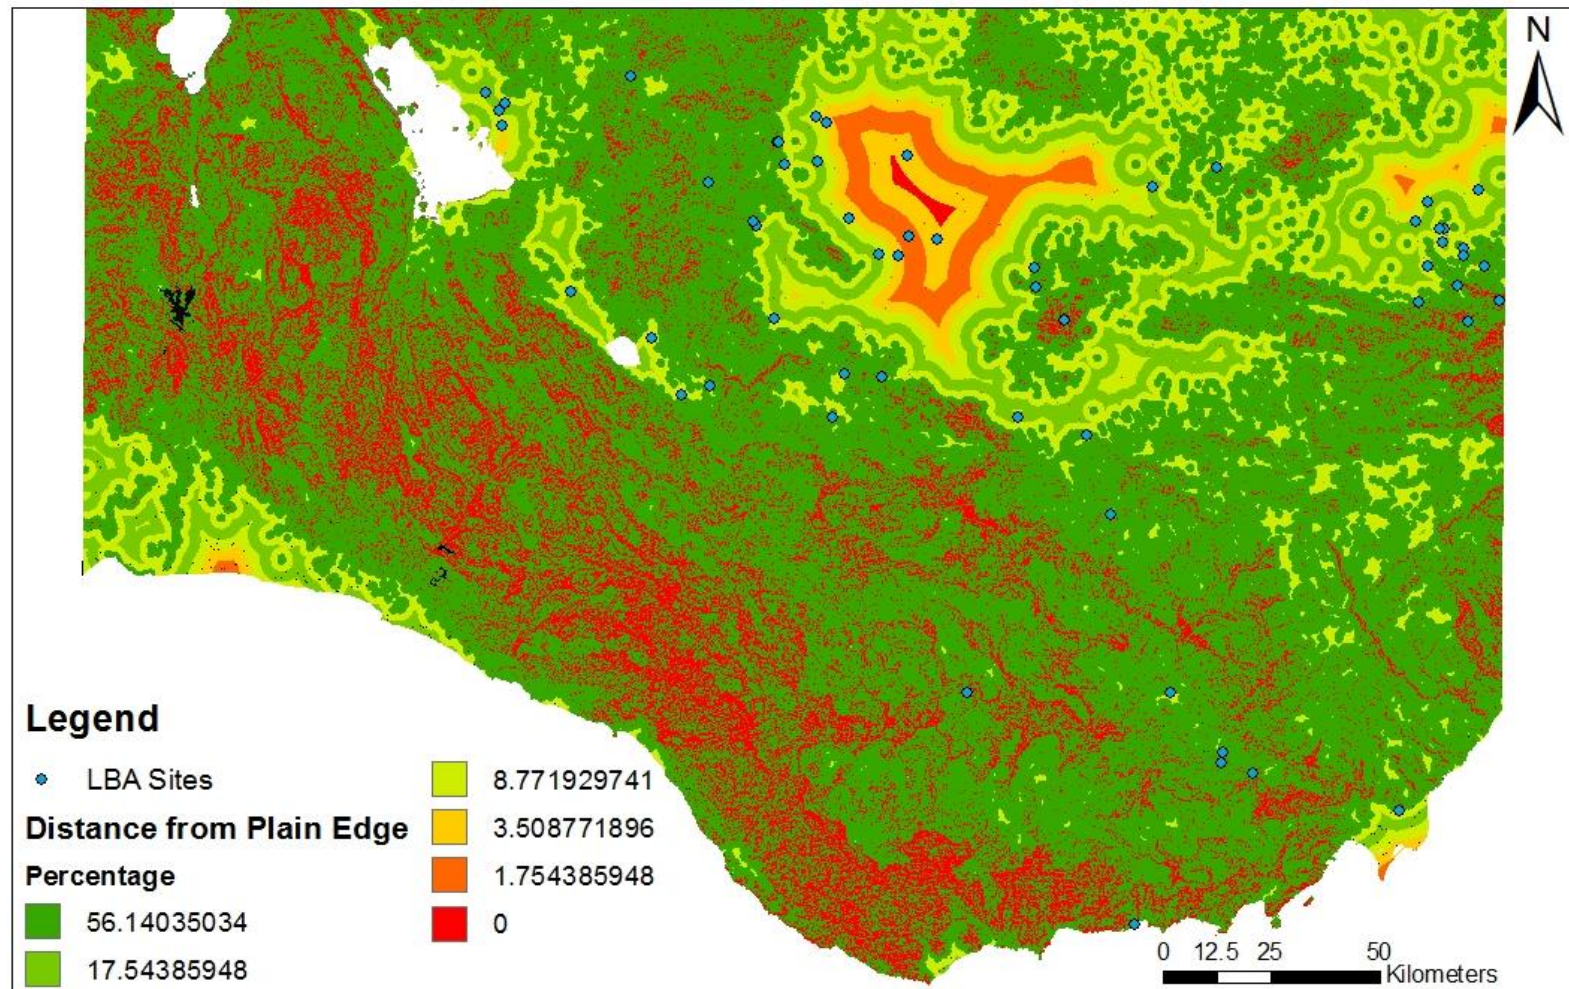 N
Legend
LBA Sites
Distance from Plain Edge
Percentage
56.14035034
17.54385948
8.771929741
3.508771896
1.754385948
0
0 12.5 25 50
Kilometers